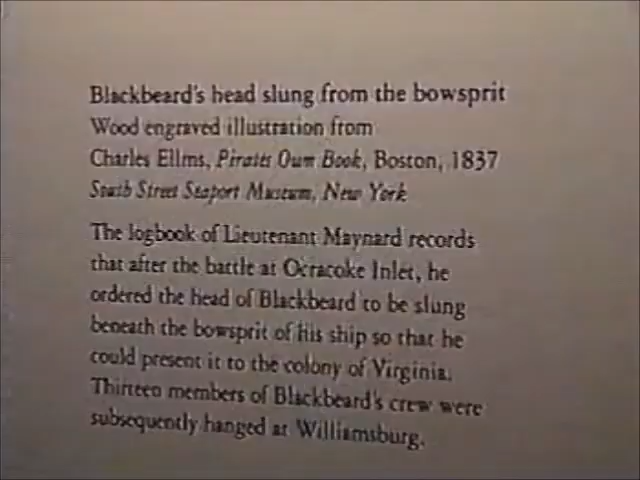 Blackbeard's head slung from the bowsprit
Wood engraved illustration from
Charles Ellms, Pirates Own Book, Boston, 1837
South Street Seaport Museum, New York
The logbook of Lieutenant Maynard records
that after the battle at Ocracoke Inlet, he
ordered the head of Blackbeard to be slung
beneath the bowsprit of his ship so that he
could present it to the colony of Virginia.
Thirteen members of Blackbeard's crew were
subsequently hanged at Williamsburg.